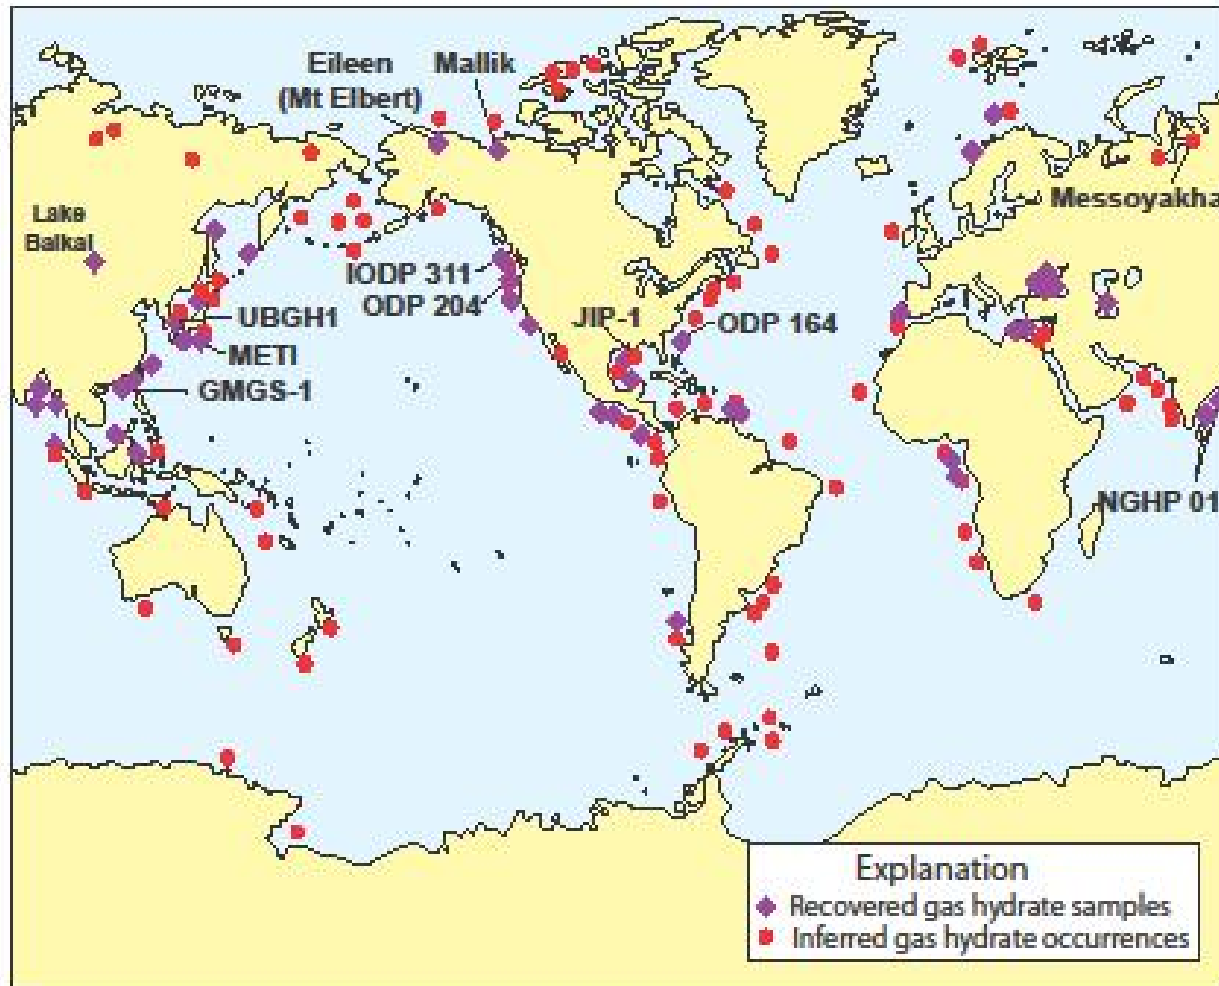 Eileen
(Mt Elbert)
Mallik
Messoyakha
Lake
Baikal
IODP 311
ODP 204
UBGH1
JIP-1
ODP 164
METI
GMGS-1
NGHP 01
Explanation
Recovered gas hydrate samples
Inferred gas hydrate occurrences